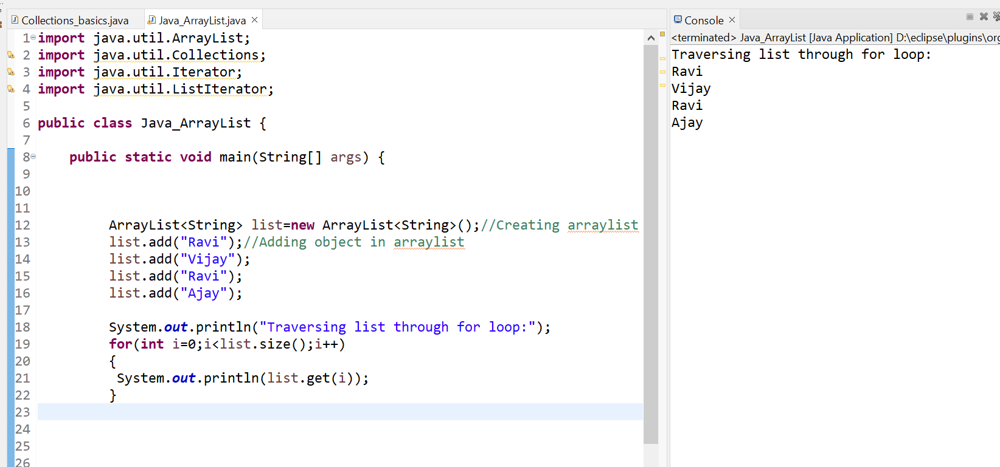 Collections_basics.java
Java_ArrayList.java
1 import java.util.ArrayList;
2 import java.util.Collections;
3 import java.util.Iterator;
4 import java.util.ListIterator;
5
6 public class Java_ArrayList {
7
8 public static void main(String[] args) {
9
10
11
12 ArrayList<String> list=new ArrayList<String>();//Creating arraylist
13 list.add("Ravi");//Adding object in arraylist
14 list.add("Vijay");
15 list.add("Ravi");
16 list.add("Ajay");
17
18 System.out.println("Traversing list through for loop:");
19 for(int i=0;i<list.size();i++)
20 {
21 System.out.println(list.get(i));
22 }
23
24
25
26
Console
<terminated> Java_ArrayList [Java Application] D:\eclipse\plugins\org
Traversing list through for loop:
Ravi
Vijay
Ravi
Ajay